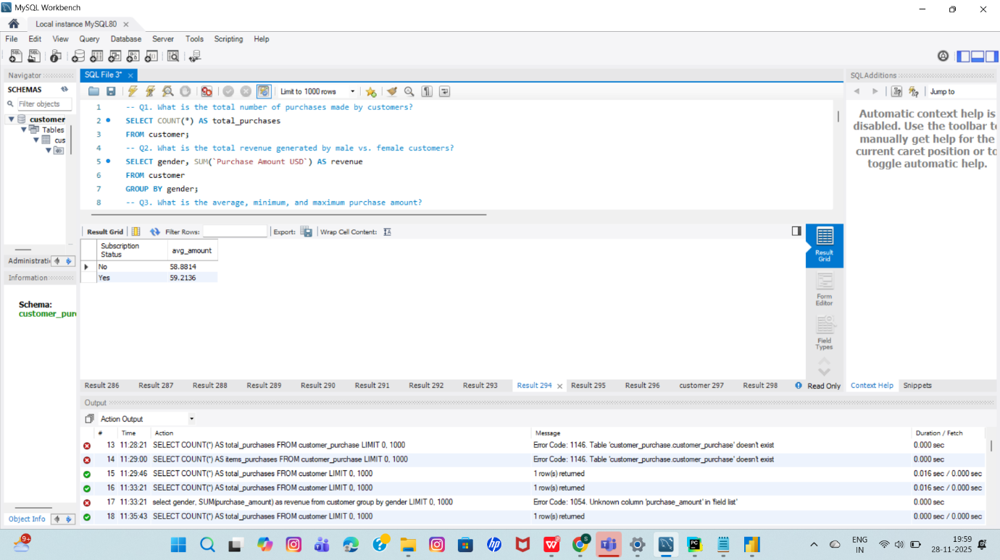 MySQL Workbench
Local instance MySQL80
File Edit View Query Database Server Tools Scripting Help
Navigator
SCHEMAS
Filter objects
customer
Tables
cus
Administratio
Information
Schema:
customer_pur
Object Info
SQL File 3*
Limit to 1000 rows
1 -- Q1. What is the total number of purchases made by customers?
2 SELECT COUNT(*) AS total_purchases
3 FROM customer;
4 -- Q2. What is the total revenue generated by male vs. female customers?
5 SELECT gender, SUM(`Purchase Amount USD`) AS revenue
6 FROM customer
7 GROUP BY gender;
8 -- Q3. What is the average, minimum, and maximum purchase amount?
Result Grid Filter Rows: Export: Wrap Cell Content:
Subscription Status avg_amount
No 58.8814
Yes 59.2136
Result Grid
Form Editor
Field Types
Result 286 Result 287 Result 288 Result 289 Result 290 Result 291 Result 292 Result 293 Result 294 Result 295 Result 296 customer 297 Result 298 Read Only
SQLAdditions
Jump to
Automatic context help is
disabled. Use the toolbar to
manually get help for the
current caret position or to
toggle automatic help.
Context Help Snippets
Output
Action Output
# Time Action Message Duration / Fetch
13 11:28:21 SELECT COUNT(*) AS total_purchases FROM customer_purchase LIMIT 0, 1000 Error Code: 1146. Table 'customer_purchase.customer_purchase' doesn't exist 0.000 sec
14 11:29:00 SELECT COUNT(*) AS items_purchases FROM customer_purchase LIMIT 0, 1000 Error Code: 1146. Table 'customer_purchase.customer_purchase' doesn't exist 0.000 sec
15 11:29:46 SELECT COUNT(*) AS total_purchases FROM customer LIMIT 0, 1000 1 row(s) returned 0.016 sec / 0.000 sec
16 11:33:21 SELECT COUNT(*) AS total_purchases FROM customer LIMIT 0, 1000 1 row(s) returned 0.000 sec / 0.000 sec
17 11:33:21 select gender, SUM(purchase_amount) as revenue from customer group by gender LIMIT 0, 1000 Error Code: 1054. Unknown column 'purchase_amount' in 'field list' 0.000 sec
18 11:35:43 SELECT COUNT(*) AS total_purchases FROM customer LIMIT 0, 1000 1 row(s) returned 0.000 sec / 0.000 sec
9+
ENG
IN
19:59
28-11-2025